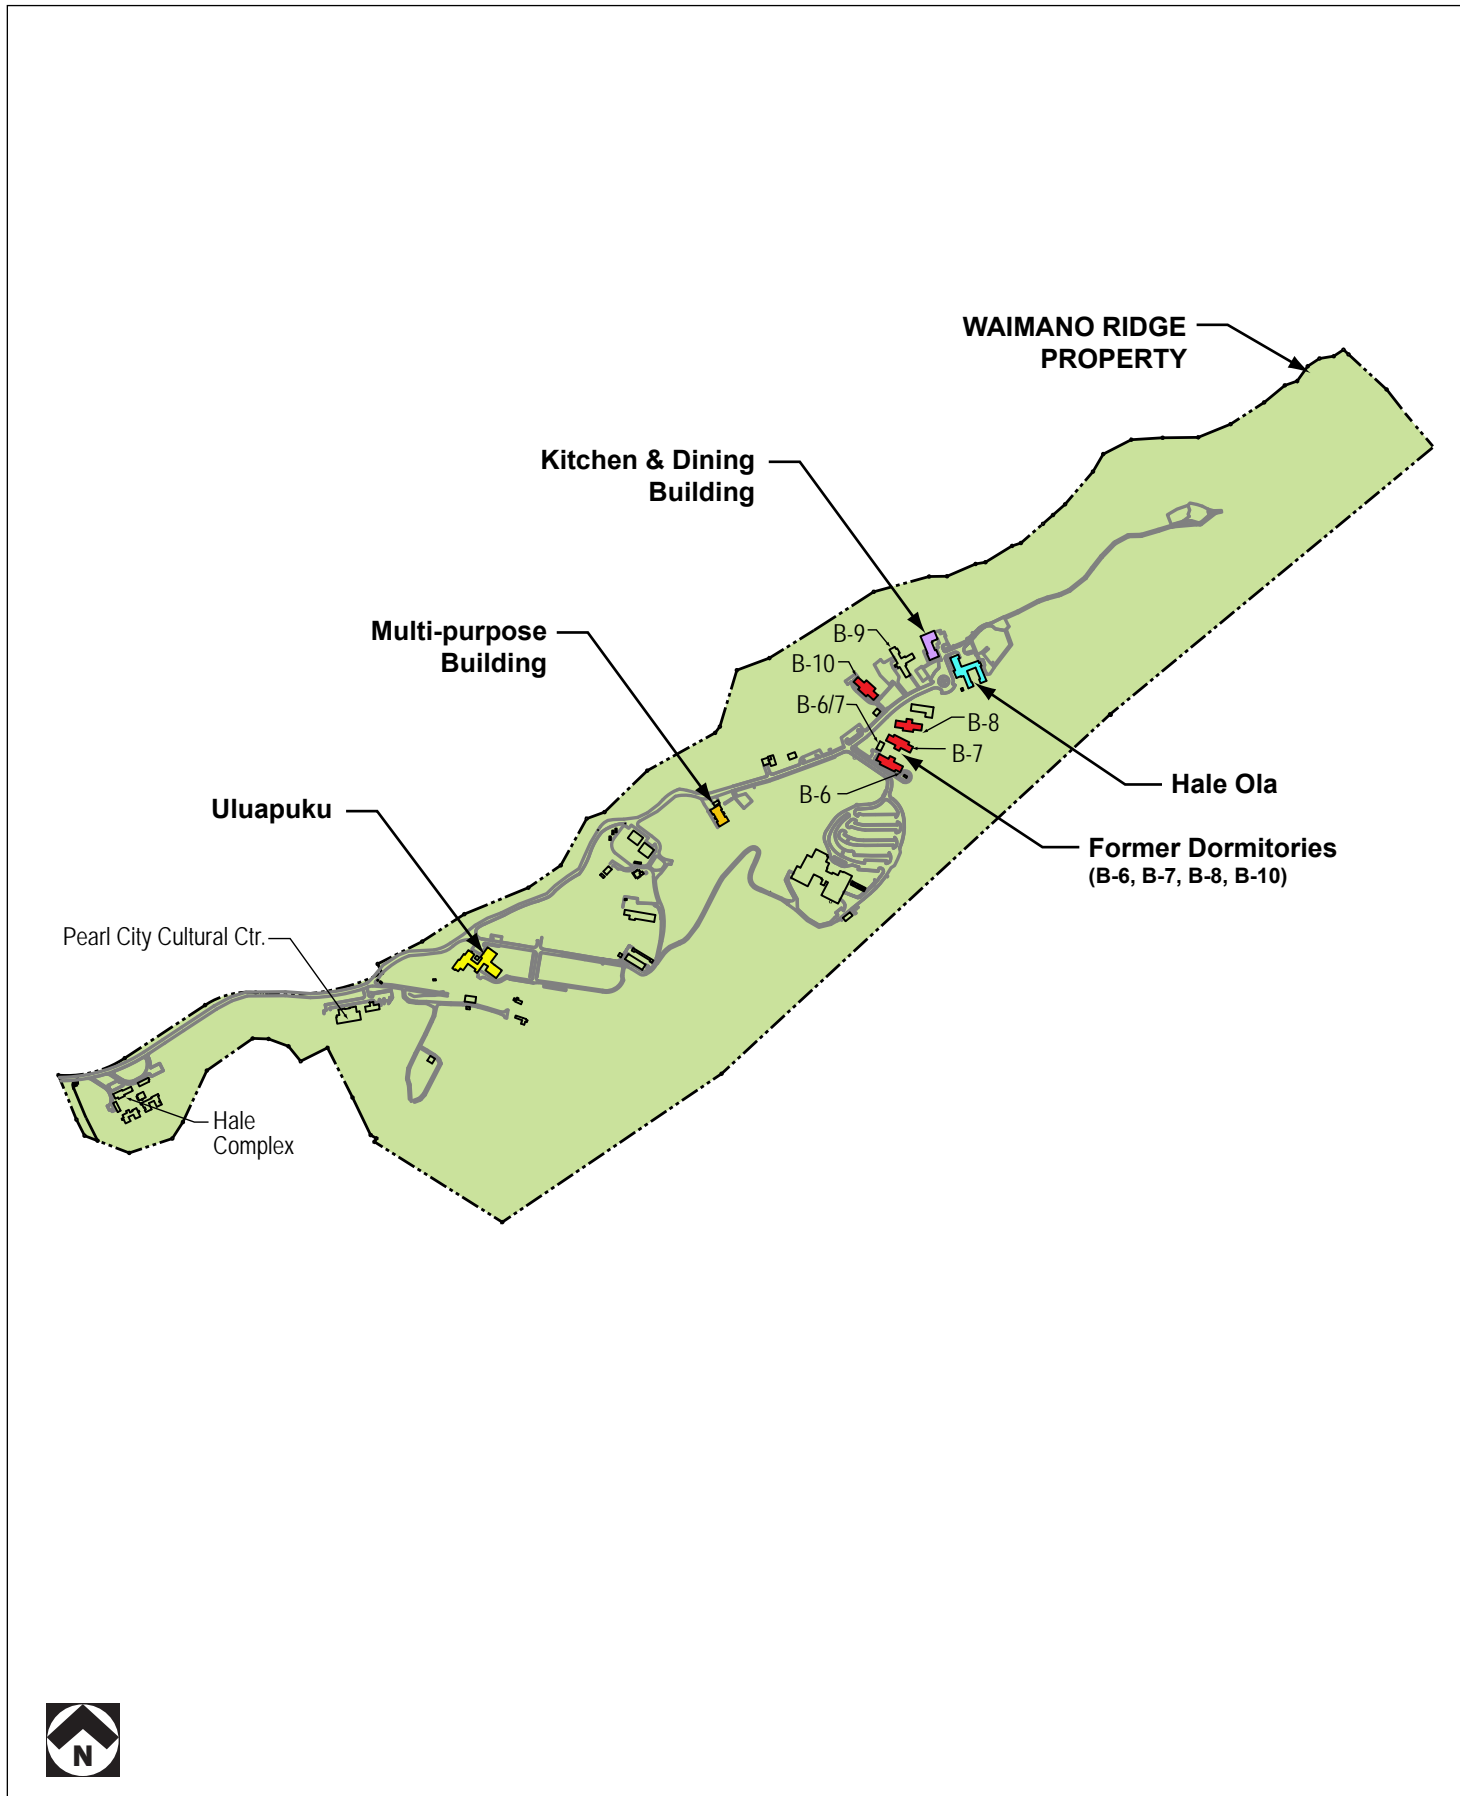 WAIMANO RIDGE
PROPERTY
Kitchen & Dining
Building
Multi-purpose
Building
B-9
B-10
B-6/7
B-8
B-7
B-6
Hale Ola
Uluapuku
Former Dormitories
(B-6, B-7, B-8, B-10)
Pearl City Cultural Ctr.
Hale
Complex
N